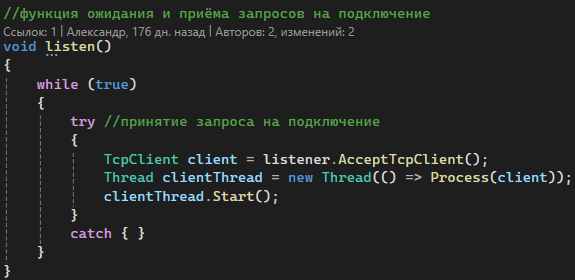 //функция ожидания и приёма запросов на подключение
Ссылок: 1 | Александр, 176 дн. назад | Авторов: 2, изменений: 2
void listen()
{
while (true)
{
try //принятие запроса на подключение
{
TcpClient client = listener.AcceptTcpClient();
Thread clientThread = new Thread(() => Process(client));
clientThread.Start();
}
catch { }
}
}